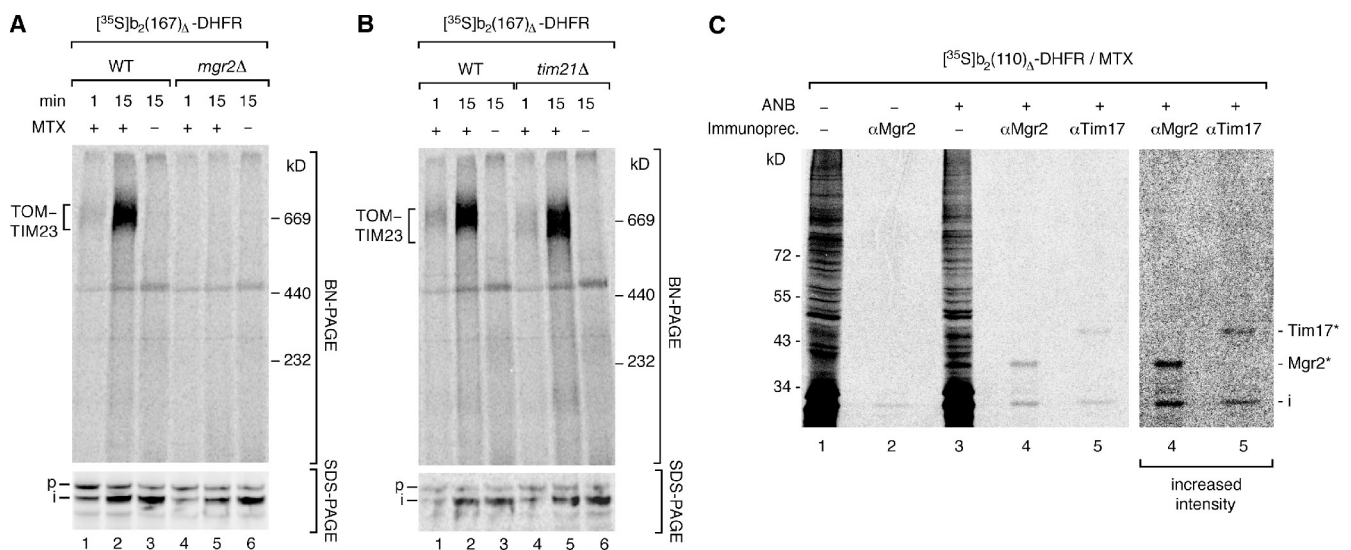 A
[³⁵S]b₂(167)Δ-DHFR
WT mgr2Δ
min 1 15 15 1 15 15
MTX + + – + + –
kD
TOM–
TIM23
– 669
– 440
– 232
BN-PAGE
p
i
SDS-PAGE
1 2 3 4 5 6
B
[³⁵S]b₂(167)Δ-DHFR
WT tim21Δ
1 15 15 1 15 15
+ + – + + –
kD
TOM–
TIM23
– 669
– 440
– 232
BN-PAGE
p
i
SDS-PAGE
1 2 3 4 5 6
C
[³⁵S]b₂(110)Δ-DHFR / MTX
ANB – – + + + + +
Immunoprec. – αMgr2 – αMgr2 αTim17 αMgr2 αTim17
kD
72 -
55 -
43 -
34 -
- Tim17*
- Mgr2*
- i
1 2 3 4 5 4 5
increased
intensity